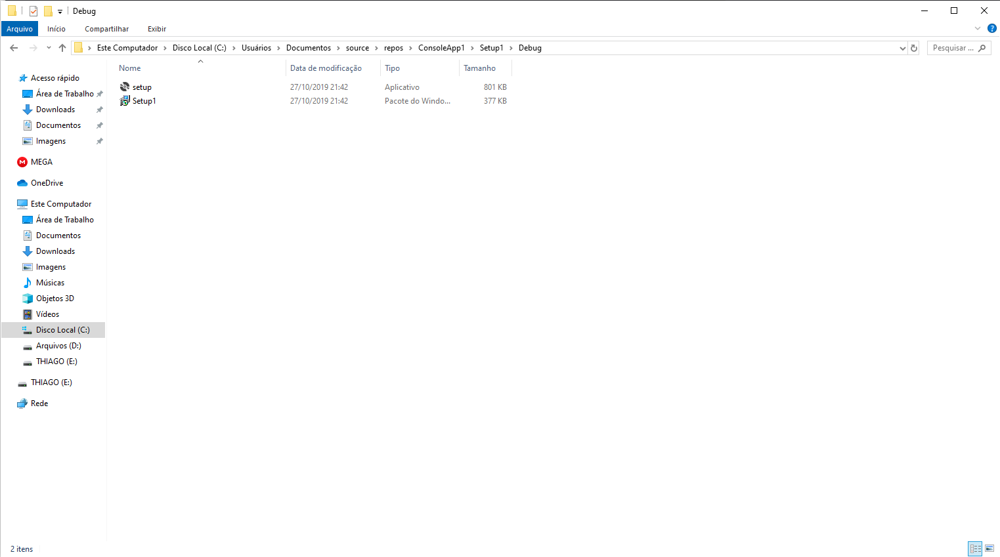 Debug
Arquivo Início Compartilhar Exibir
Este Computador Disco Local (C:) Usuários Documentos source repos ConsoleApp1 Setup1 Debug Pesquisar ...
Nome Data de modificação Tipo Tamanho
setup 27/10/2019 21:42 Aplicativo 801 KB
Setup1 27/10/2019 21:42 Pacote do Windo... 377 KB
Acesso rápido
Área de Trabalho
Downloads
Documentos
Imagens
MEGA
OneDrive
Este Computador
Área de Trabalho
Documentos
Downloads
Imagens
Músicas
Objetos 3D
Vídeos
Disco Local (C:)
Arquivos (D:)
THIAGO (E:)
THIAGO (E:)
Rede
2 itens